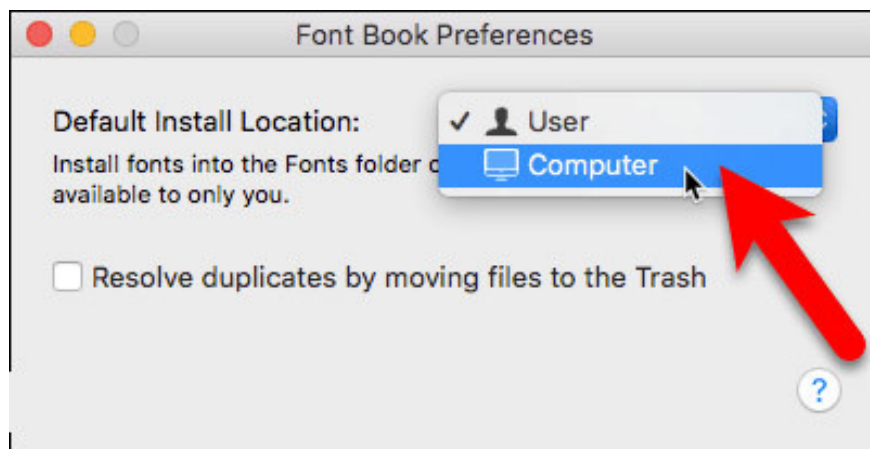 Font Book Preferences
Default Install Location:
✓ User
Computer
Install fonts into the Fonts folder
available to only you.
Resolve duplicates by moving files to the Trash
?